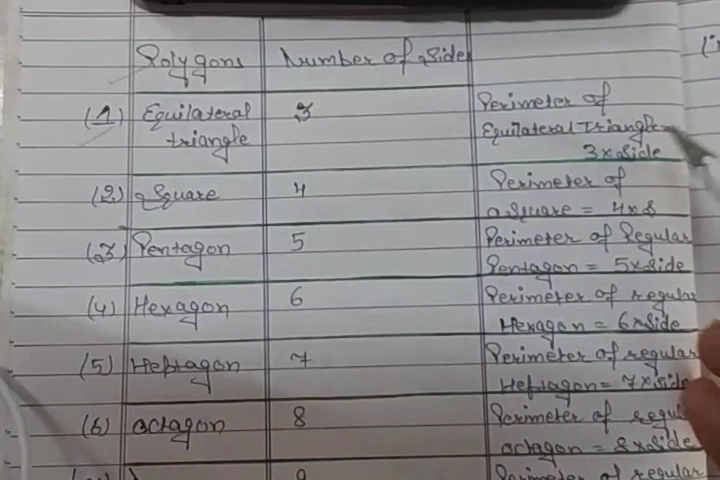 Polygons Number of side
(1) Equilateral 3 Perimeter of
triangle Equilateral Triangle
3×side
(2) Square 4 Perimeter of
a Square = 4×s
(3) Pentagon 5 Perimeter of Regular
Pentagon = 5×side
(4) Hexagon 6 Perimeter of regular
Hexagon = 6×side
(5) Heptagon 7 Perimeter of regular
Heptagon = 7×side
(6) octagon 8 Perimeter of regul
octagon = 8×side
9 Perimeter of regular